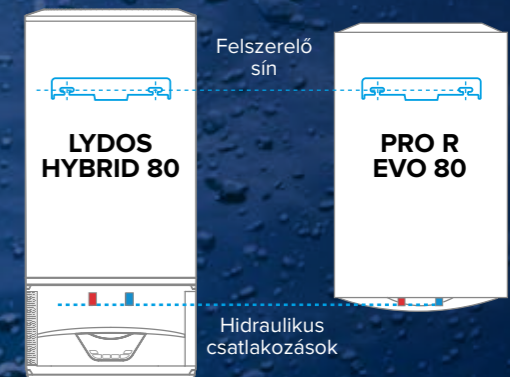 Felszerelő
sín
LYDOS
HYBRID 80
PRO R
EVO 80
Hidraulikus
csatlakozások